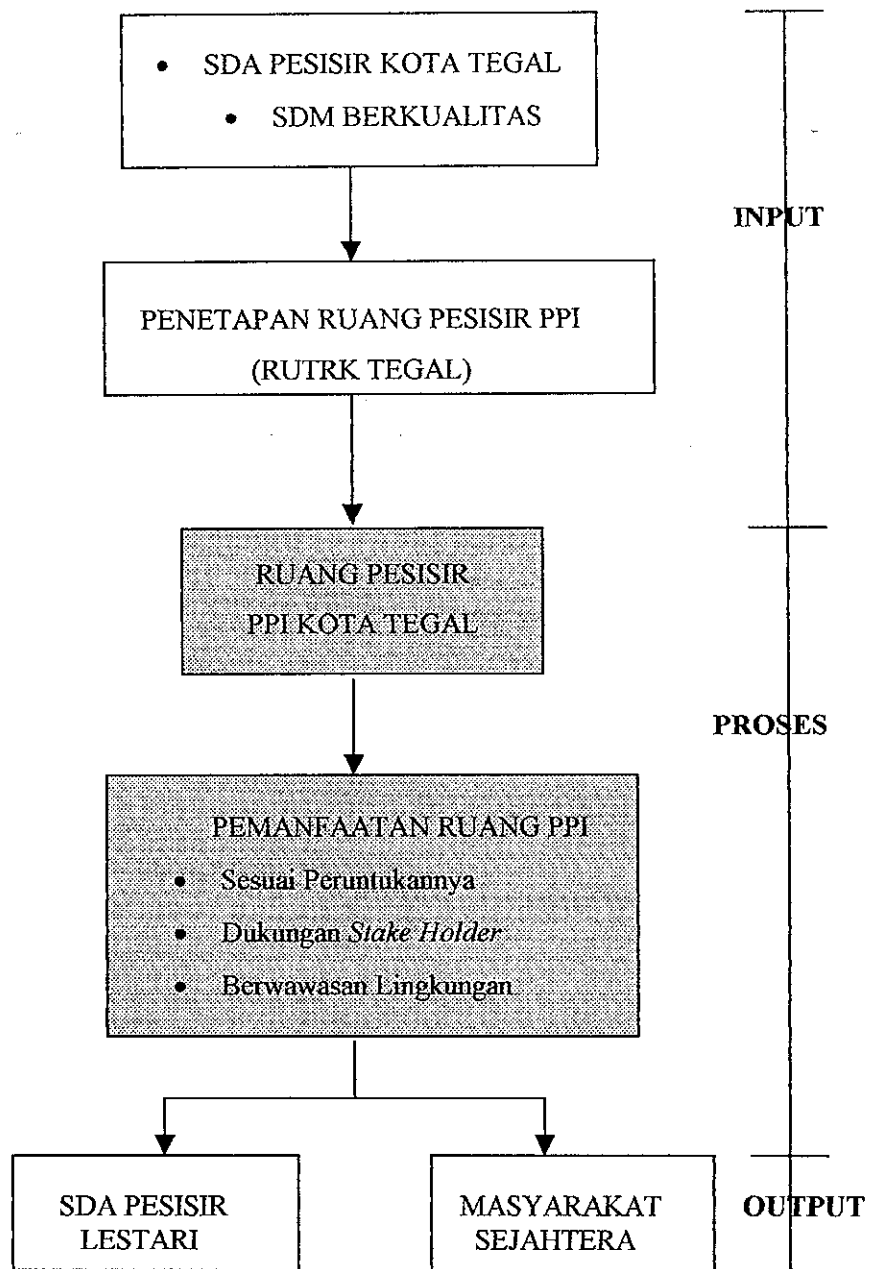 • SDA PESISIR KOTA TEGAL
• SDM BERKUALITAS
INPUT
PENETAPAN RUANG PESISIR PPI
(RUTRK TEGAL)
RUANG PESISIR
PPI KOTA TEGAL
PROSES
PEMANFAATAN RUANG PPI
• Sesuai Peruntukannya
• Dukungan Stake Holder
• Berwawasan Lingkungan
SDA PESISIR
LESTARI
MASYARAKAT
SEJAHTERA
OUTPUT